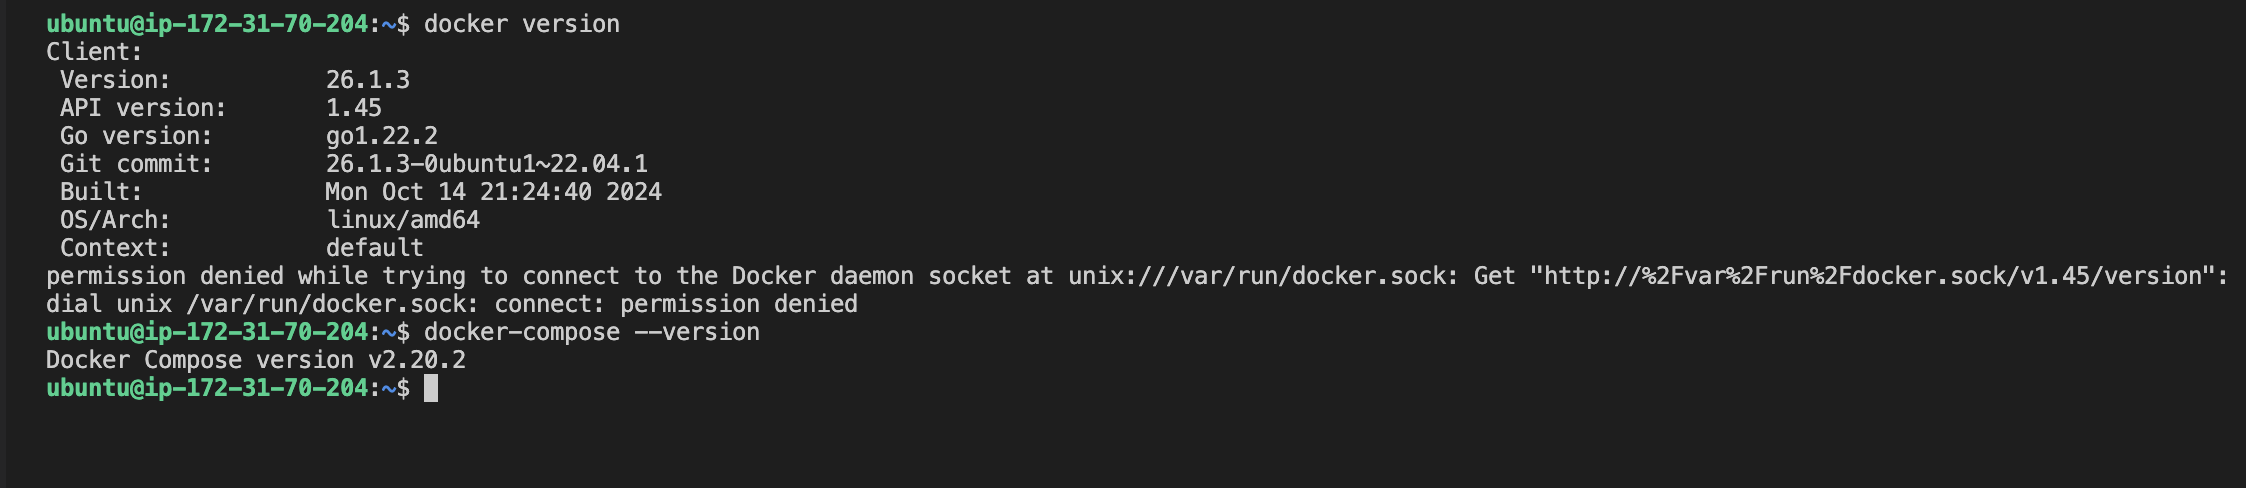 ubuntu@ip-172-31-70-204:~$ docker version
Client:
 Version:           26.1.3
 API version:       1.45
 Go version:        go1.22.2
 Git commit:        26.1.3-0ubuntu1~22.04.1
 Built:             Mon Oct 14 21:24:40 2024
 OS/Arch:           linux/amd64
 Context:           default
permission denied while trying to connect to the Docker daemon socket at unix:///var/run/docker.sock: Get "http://%2Fvar%2Frun%2Fdocker.sock/v1.45/version":
dial unix /var/run/docker.sock: connect: permission denied
ubuntu@ip-172-31-70-204:~$ docker-compose --version
Docker Compose version v2.20.2
ubuntu@ip-172-31-70-204:~$